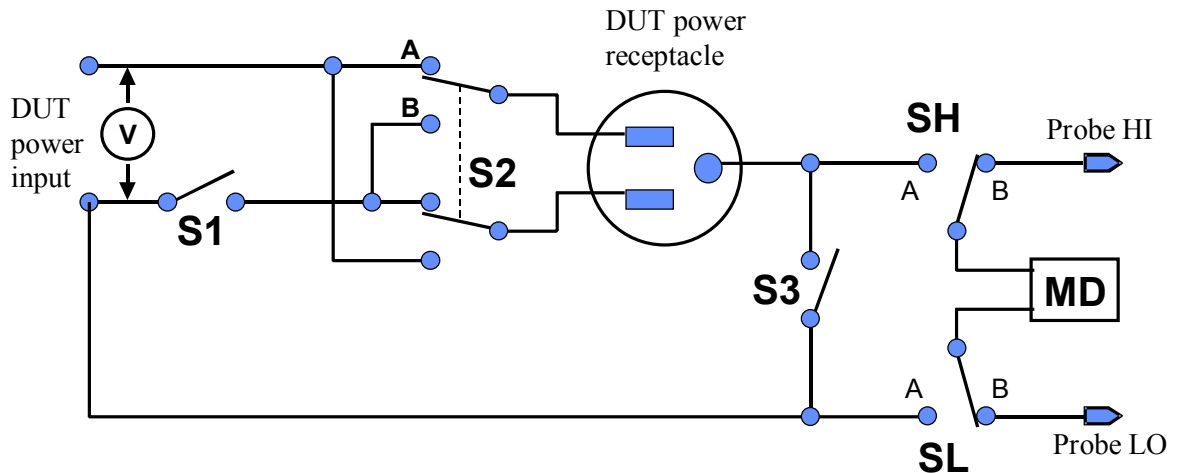 DUT power
receptacle
A
DUT
power
input
V
B
S2
S1
SH
Probe HI
A
B
S3
MD
A
B
SL
Probe LO